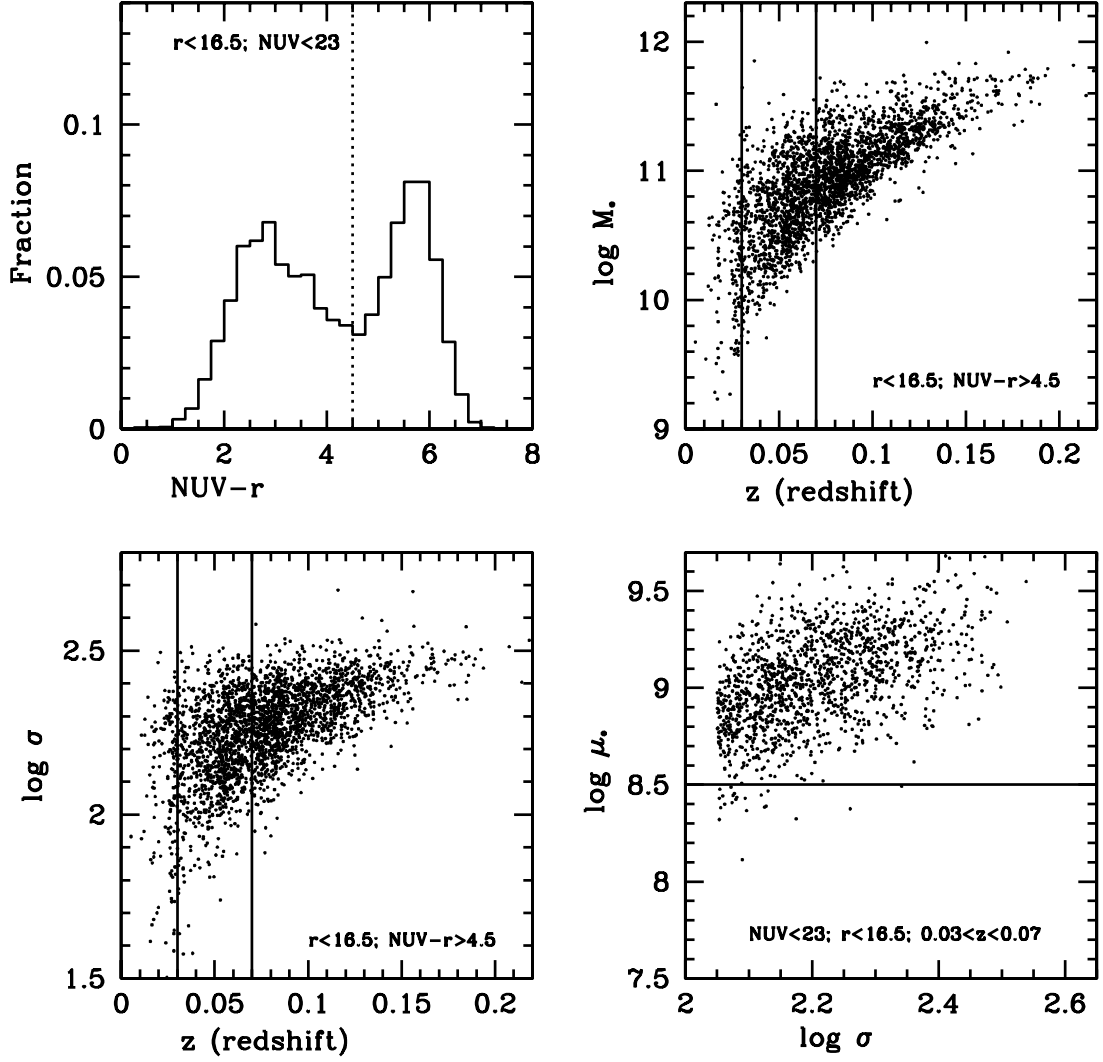 r<16.5; NUV<23
Fraction
0.1
0.05
0
0 2 4 6 8
NUV−r
log M*
12
11
10
9
r<16.5; NUV−r>4.5
0 0.05 0.1 0.15 0.2
z (redshift)
log σ
2.5
2
1.5
r<16.5; NUV−r>4.5
0 0.05 0.1 0.15 0.2
z (redshift)
log μ*
9.5
9
8.5
8
7.5
NUV<23; r<16.5; 0.03<z<0.07
2 2.2 2.4 2.6
log σ